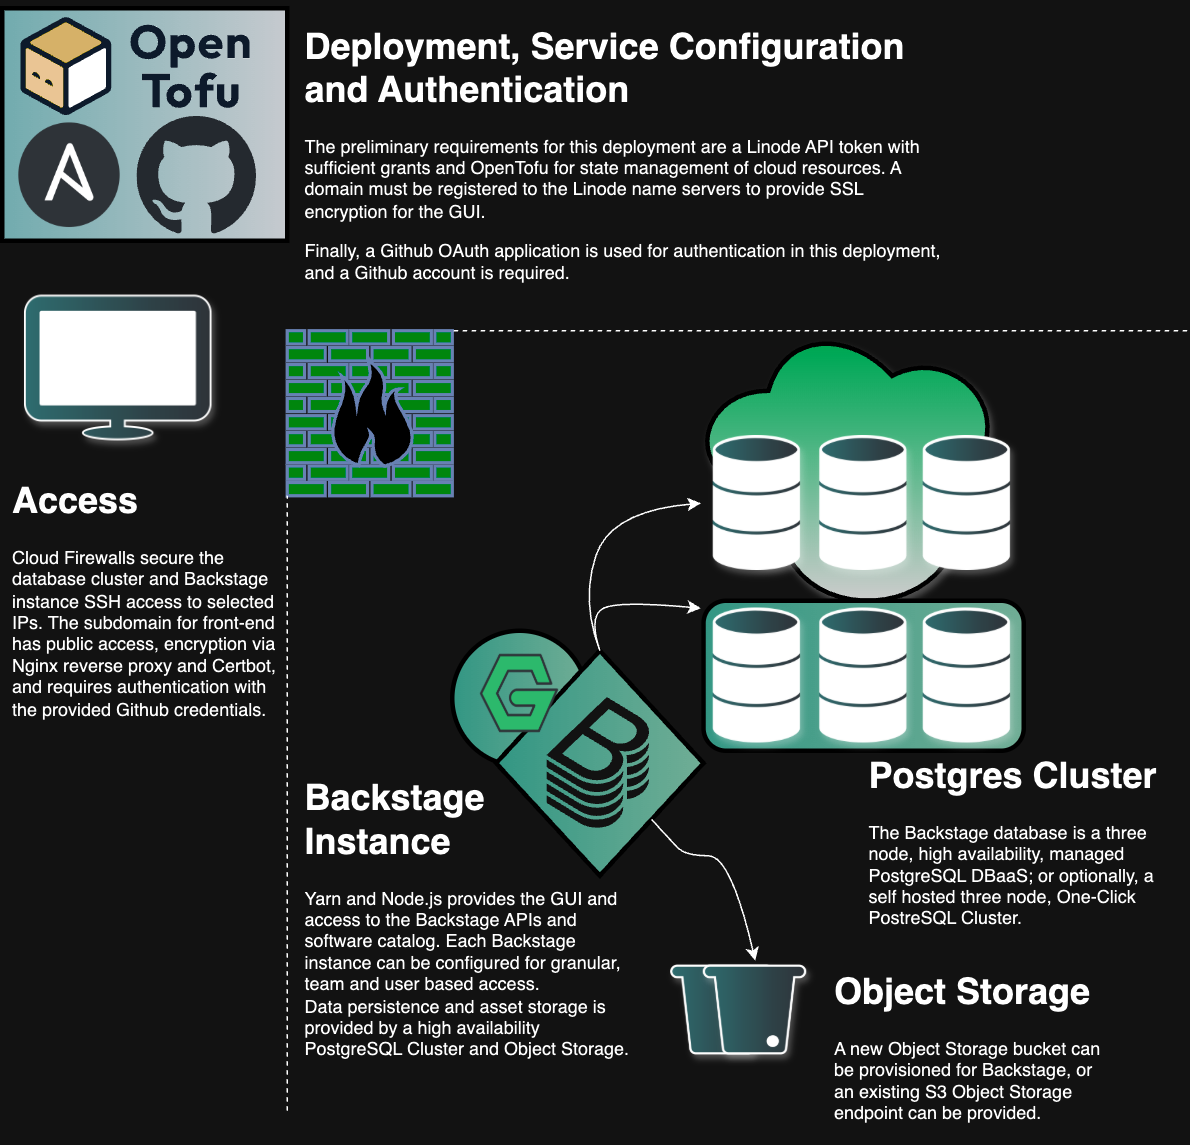 Open
Tofu
Deployment, Service Configuration
and Authentication
The preliminary requirements for this deployment are a Linode API token with
sufficient grants and OpenTofu for state management of cloud resources. A
domain must be registered to the Linode name servers to provide SSL
encryption for the GUI.
Finally, a Github OAuth application is used for authentication in this deployment,
and a Github account is required.
Access
Cloud Firewalls secure the
database cluster and Backstage
instance SSH access to selected
IPs. The subdomain for front-end
has public access, encryption via
Nginx reverse proxy and Certbot,
and requires authentication with
the provided Github credentials.
Backstage
Instance
Yarn and Node.js provides the GUI and
access to the Backstage APIs and
software catalog. Each Backstage
instance can be configured for granular,
team and user based access.
Data persistence and asset storage is
provided by a high availability
PostgreSQL Cluster and Object Storage.
Postgres Cluster
The Backstage database is a three
node, high availability, managed
PostgreSQL DBaaS; or optionally, a
self hosted three node, One-Click
PostreSQL Cluster.
Object Storage
A new Object Storage bucket can
be provisioned for Backstage, or
an existing S3 Object Storage
endpoint can be provided.